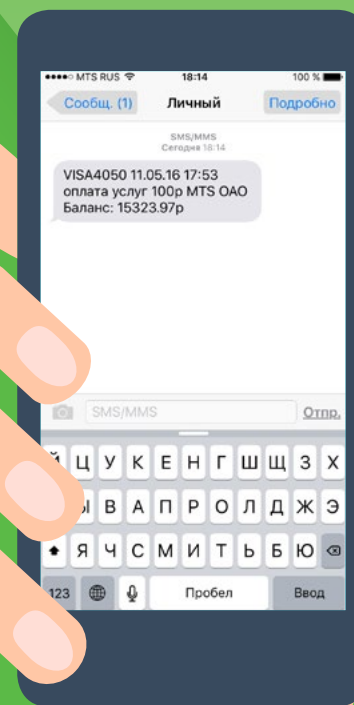 MTS RUS 18:14 100 %
Сообщ. (1) Личный Подробно
SMS/MMS
Сегодня 18:14
VISA4050 11.05.16 17:53
оплата услуг 100р MTS ОАО
Баланс: 15323.97р
SMS/MMS Отпр.
Й Ц У К Е Н Г Ш Щ З Х
Ы В А П Р О Л Д Ж Э
Я Ч С М И Т Ь Б Ю
123 Пробел Ввод